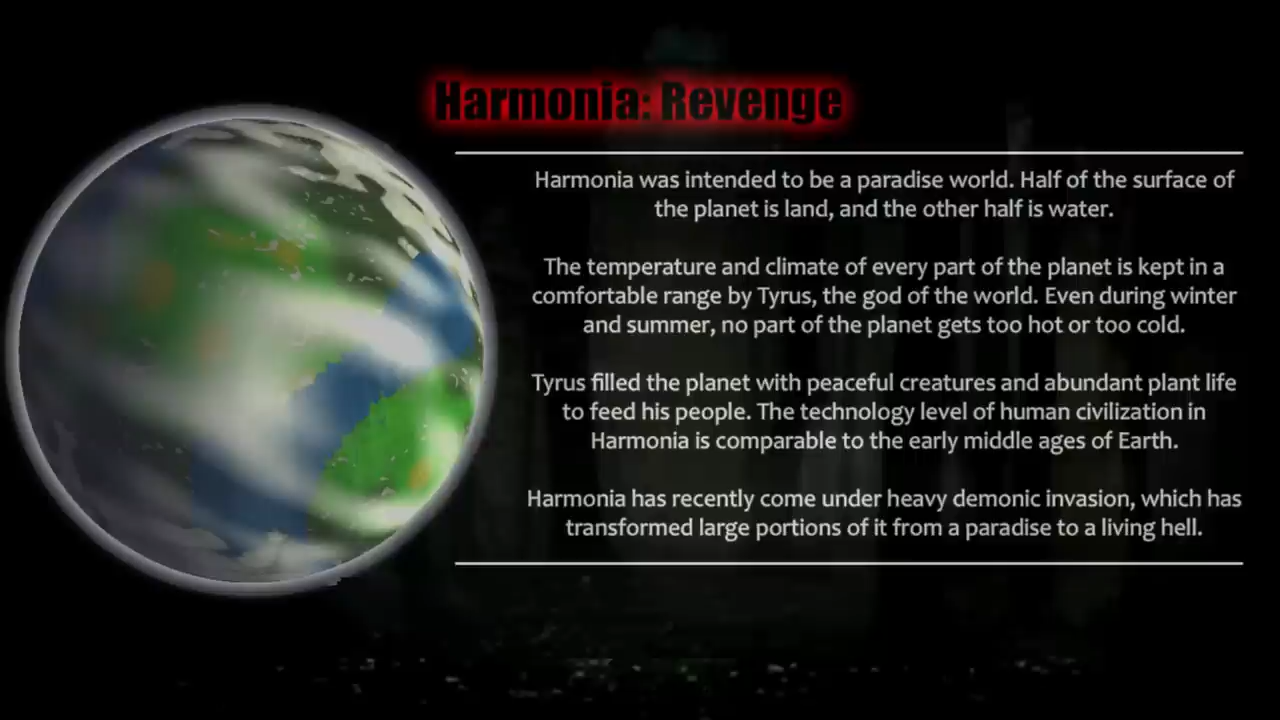 Harmonia: Revenge
Harmonia was intended to be a paradise world. Half of the surface of
the planet is land, and the other half is water.
The temperature and climate of every part of the planet is kept in a
comfortable range by Tyrus, the god of the world. Even during winter
and summer, no part of the planet gets too hot or too cold.
Tyrus filled the planet with peaceful creatures and abundant plant life
to feed his people. The technology level of human civilization in
Harmonia is comparable to the early middle ages of Earth.
Harmonia has recently come under heavy demonic invasion, which has
transformed large portions of it from a paradise to a living hell.